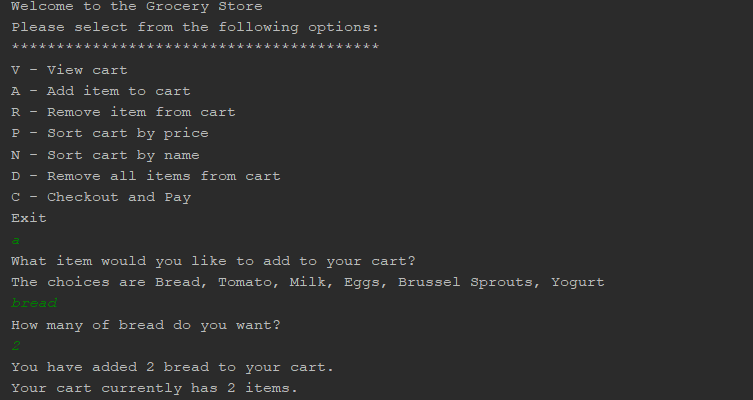 Welcome to the Grocery Store
Please select from the following options:
*****************************************
V - View cart
A - Add item to cart
R - Remove item from cart
P - Sort cart by price
N - Sort cart by name
D - Remove all items from cart
C - Checkout and Pay
Exit
a
What item would you like to add to your cart?
The choices are Bread, Tomato, Milk, Eggs, Brussel Sprouts, Yogurt
bread
How many of bread do you want?
2
You have added 2 bread to your cart.
Your cart currently has 2 items.